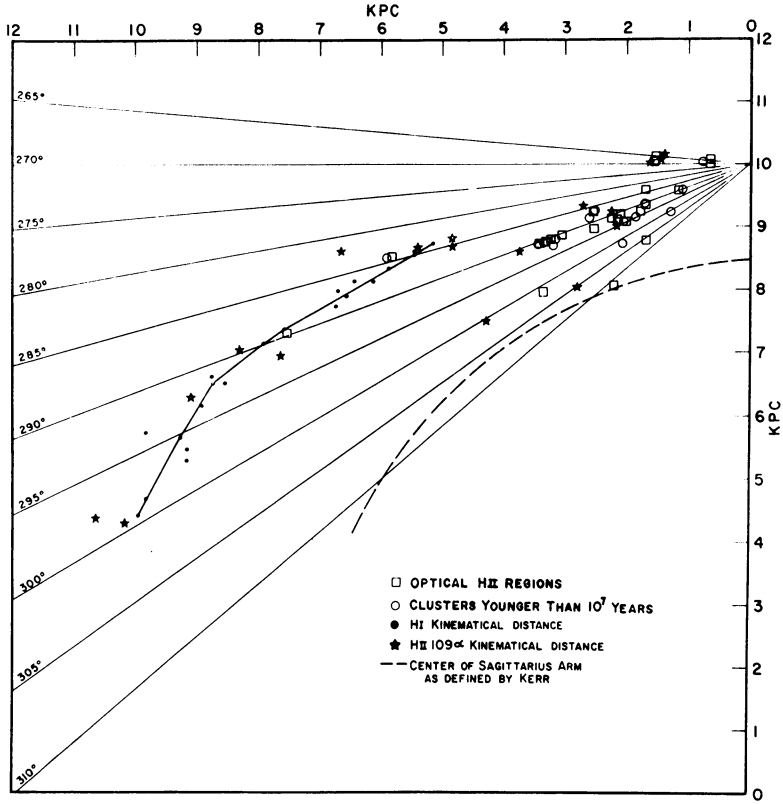 KPC
12 11 10 9 8 7 6 5 4 3 2 1 0
12
11
10
9
8
7
6
5
4
3
2
1
0
KPC
265°
270°
275°
280°
285°
290°
295°
300°
305°
310°
OPTICAL HII REGIONS
CLUSTERS YOUNGER THAN 10⁷ YEARS
HI KINEMATICAL DISTANCE
HII 109α KINEMATICAL DISTANCE
CENTER OF SAGITTARIUS ARM
AS DEFINED BY KERR